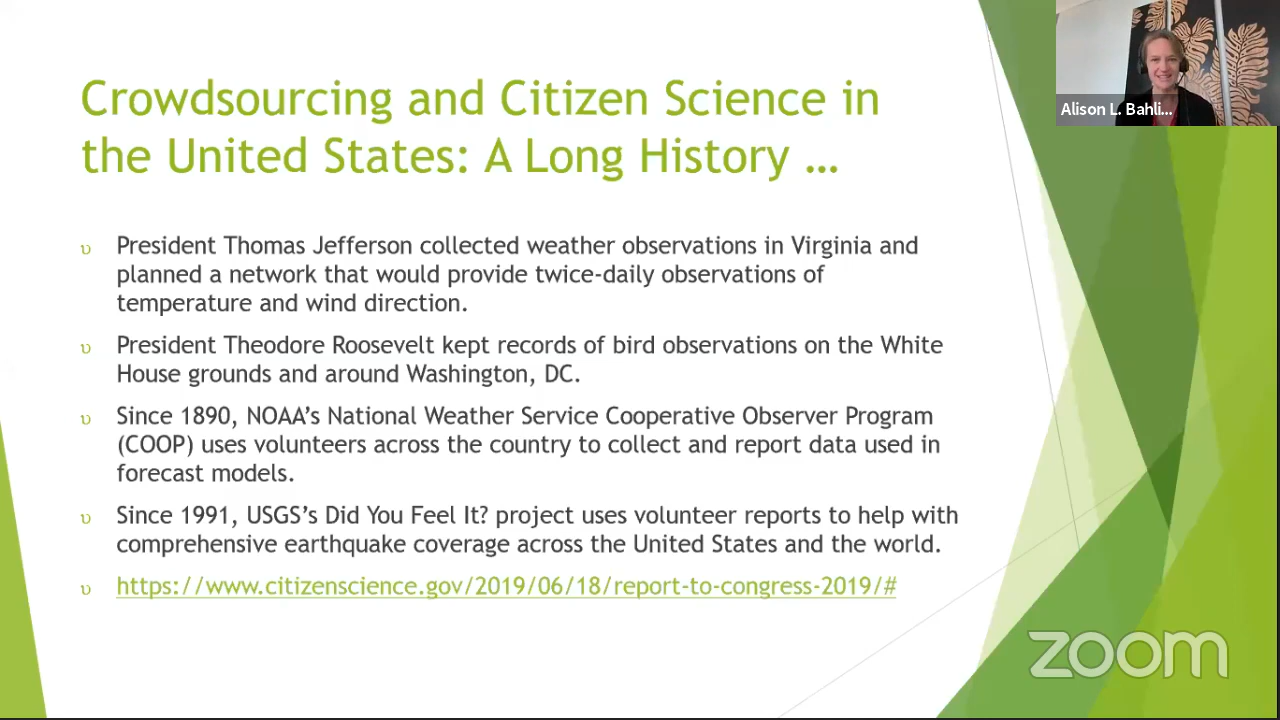 Crowdsourcing and Citizen Science in
the United States: A Long History …
Alison L. Bahli...
υ President Thomas Jefferson collected weather observations in Virginia and
planned a network that would provide twice-daily observations of
temperature and wind direction.
υ President Theodore Roosevelt kept records of bird observations on the White
House grounds and around Washington, DC.
υ Since 1890, NOAA’s National Weather Service Cooperative Observer Program
(COOP) uses volunteers across the country to collect and report data used in
forecast models.
υ Since 1991, USGS’s Did You Feel It? project uses volunteer reports to help with
comprehensive earthquake coverage across the United States and the world.
υ https://www.citizenscience.gov/2019/06/18/report-to-congress-2019/#
zoom